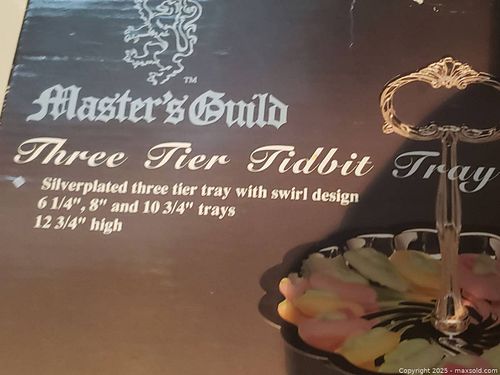 TM
Master's Guild
Three Tier Tidbit Tray
Silverplated three tier tray with swirl design
6 1/4", 8" and 10 3/4" trays
12 3/4" high
Copyright 2025 - maxsold.com